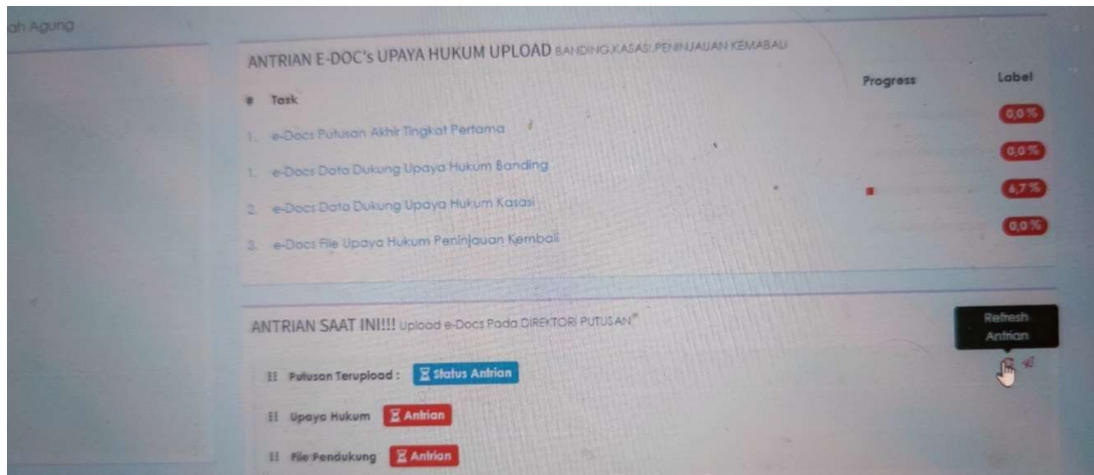 ah Agung
ANTRIAN E-DOC's UPAYA HUKUM UPLOAD BANDING,KASASI,PENINJAUAN KEMABALI
# Task Progress Label
1. e-Docs Putusan Akhir Tingkat Pertama 0,0 %
1. e-Docs Data Dukung Upaya Hukum Banding 0,0 %
2. e-Docs Data Dukung Upaya Hukum Kasasi 6,7 %
3. e-Docs File Upaya Hukum Peninjauan Kembali 0,0 %
ANTRIAN SAAT INI!!! Upload e-Docs Pada DIREKTORI PUTUSAN"
Refresh
Antrian
Putusan Terupload : Status Antrian
Upaya Hukum Antrian
File Pendukung Antrian